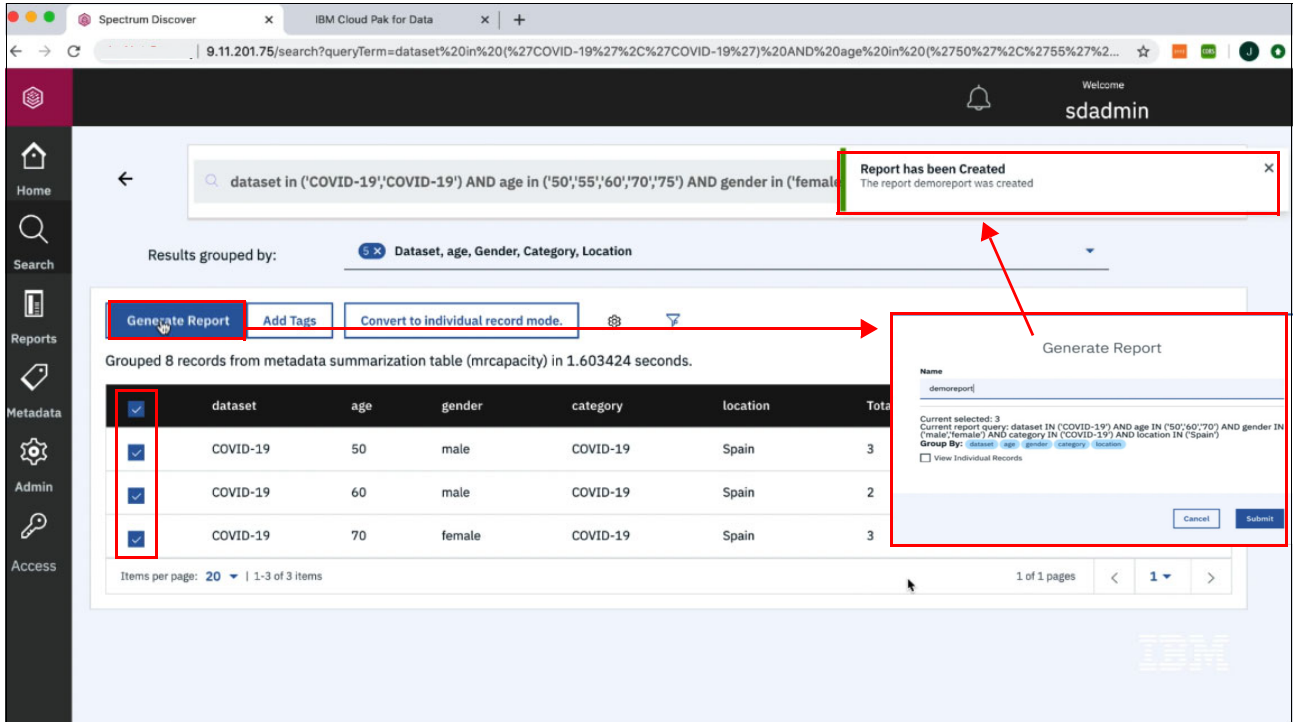 Spectrum Discover
IBM Cloud Pak for Data
9.11.201.75/search?queryTerm=dataset%20in%20(%27COVID-19%27%2C%27COVID-19%27)%20AND%20age%20in%20(%2750%27%2C%2755%27%2...
J
Welcome
sdadmin
Home
Search
Reports
Metadata
Admin
Access
dataset in ('COVID-19','COVID-19') AND age in ('50','55','60','70','75') AND gender in ('female
Report has been Created
The report demoreport was created
Results grouped by:
5 × Dataset, age, Gender, Category, Location
Generate Report
Add Tags
Convert to individual record mode.
Grouped 8 records from metadata summarization table (mrcapacity) in 1.603424 seconds.
dataset age gender category location Tota
COVID-19 50 male COVID-19 Spain 3
COVID-19 60 male COVID-19 Spain 2
COVID-19 70 female COVID-19 Spain 3
Items per page: 20 | 1-3 of 3 items
1 of 1 pages
1
Generate Report
Name
demoreport
Current selected: 3
Current report query: dataset IN ('COVID-19') AND age IN ('50','60','70') AND gender IN
('male','female') AND category IN ('COVID-19') AND location IN ('Spain')
Group By: dataset age gender category location
View Individual Records
Cancel
Submit
IBM